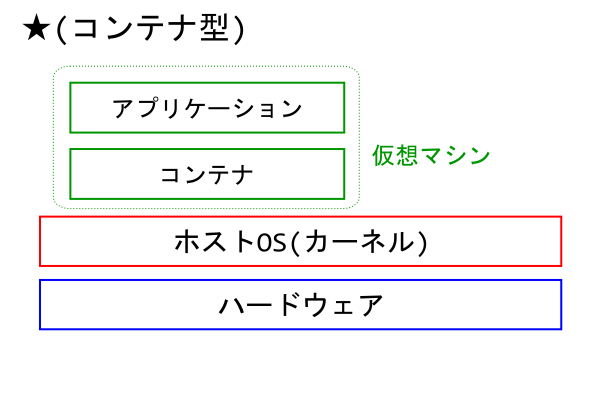 ★(コンテナ型)
アプリケーション
コンテナ
仮想マシン
ホストOS(カーネル)
ハードウェア